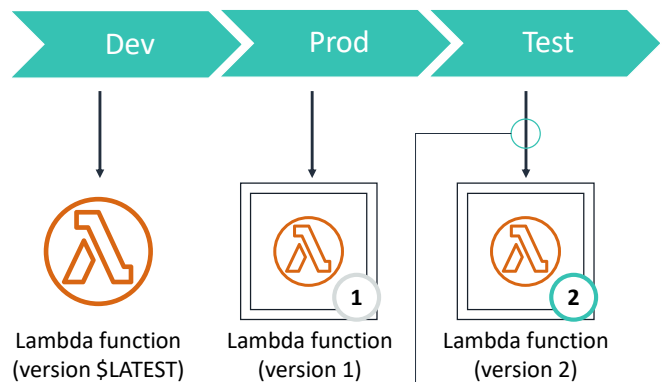 Dev
Prod
Test
1
2
Lambda function
(version $LATEST)
Lambda function
(version 1)
Lambda function
(version 2)